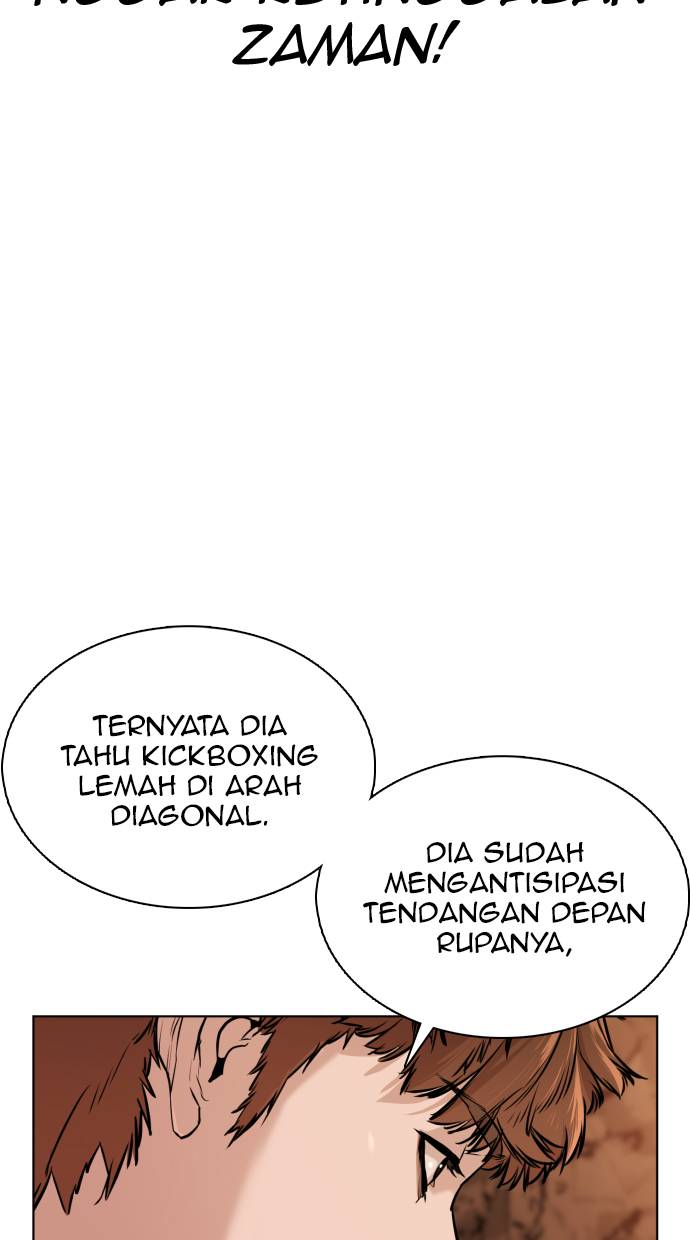 ZAMAN!
TERNYATA DIA
TAHU KICKBOXING
LEMAH DI ARAH
DIAGONAL.
DIA SUDAH
MENGANTISIPASI
TENDANGAN DEPAN
RUPANYA,